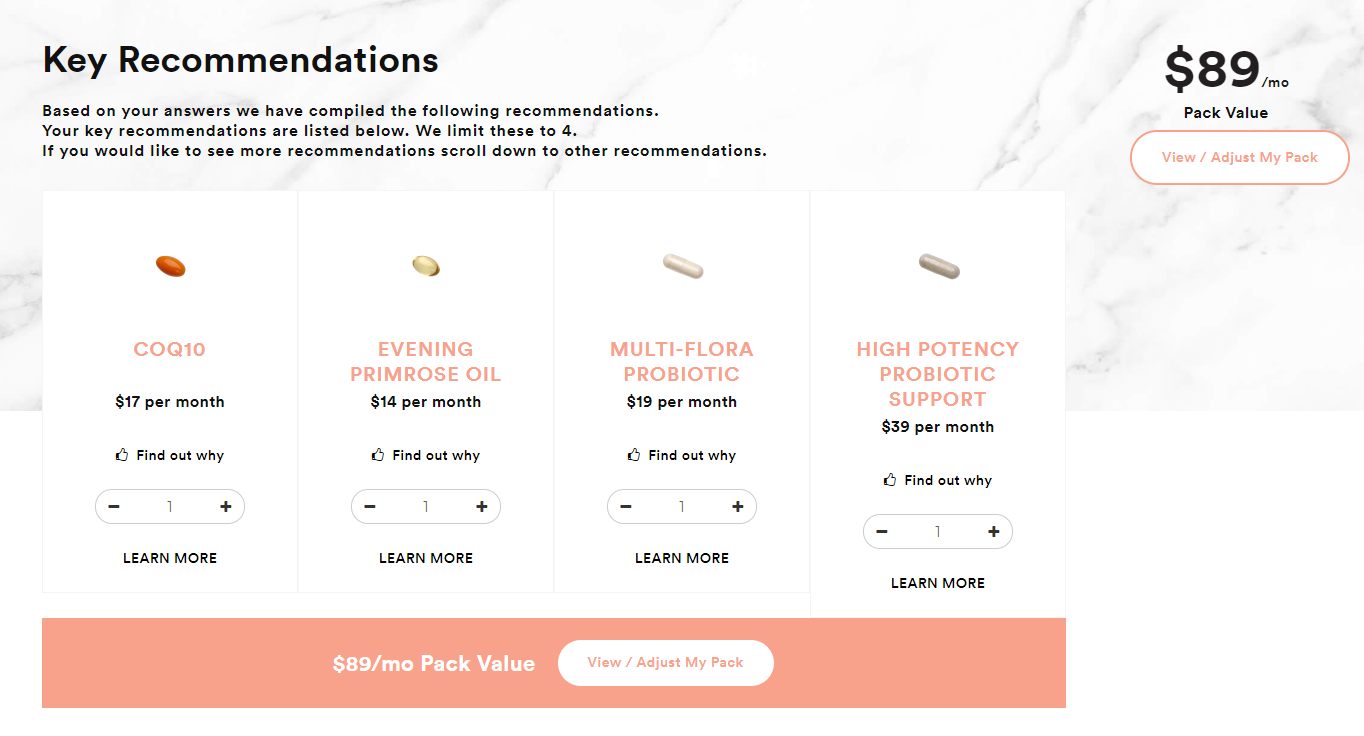 Key Recommendations
$89/mo
Pack Value
View / Adjust My Pack
Based on your answers we have compiled the following recommendations.
Your key recommendations are listed below. We limit these to 4.
If you would like to see more recommendations scroll down to other recommendations.
COQ10
$17 per month
Find out why
− 1 +
LEARN MORE
EVENING
PRIMROSE OIL
$14 per month
Find out why
− 1 +
LEARN MORE
MULTI-FLORA
PROBIOTIC
$19 per month
Find out why
− 1 +
LEARN MORE
HIGH POTENCY
PROBIOTIC
SUPPORT
$39 per month
Find out why
− 1 +
LEARN MORE
$89/mo Pack Value
View / Adjust My Pack